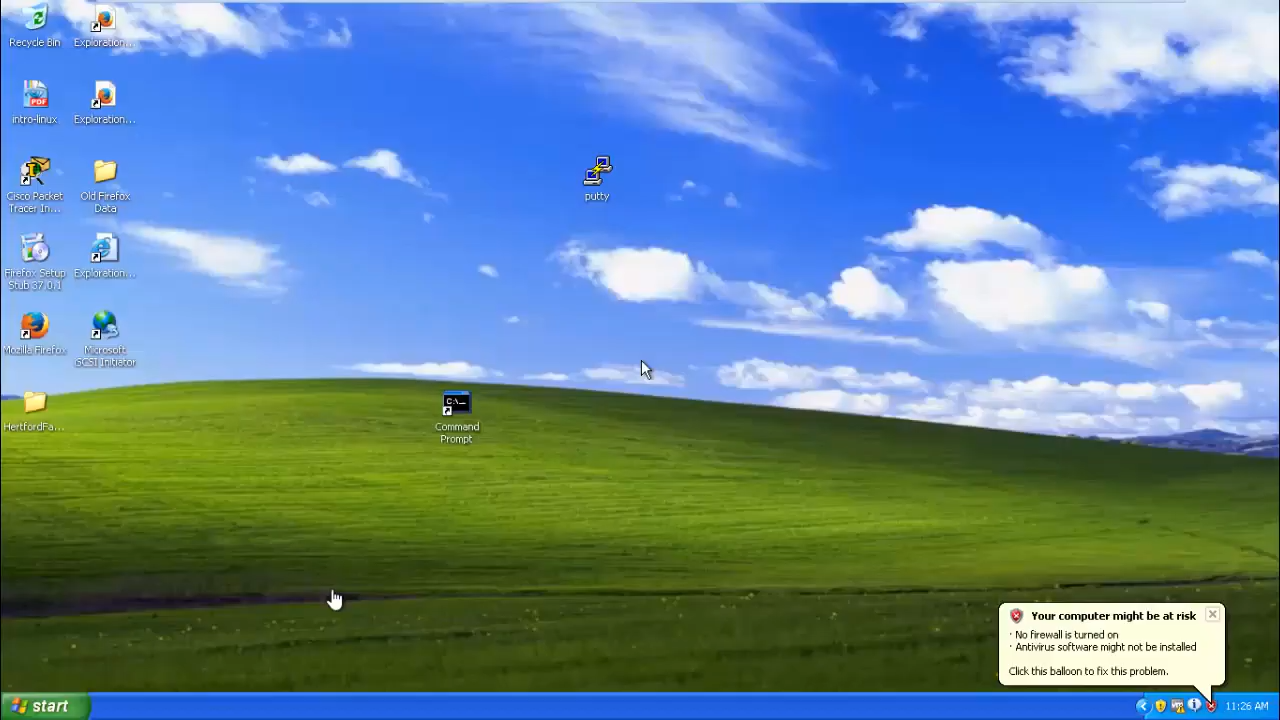 Recycle Bin
Exploration...
intro-linux
Exploration...
Cisco Packet
Tracer In...
Old Firefox
Data
putty
Firefox Setup
Stub 37.0.1
Exploration...
Mozilla Firefox
Microsoft
iSCSI Initiator
HertfordFa...
C:\...
Command
Prompt
Your computer might be at risk
· No firewall is turned on
· Antivirus software might not be installed
Click this balloon to fix this problem.
start
11:26 AM
PDF